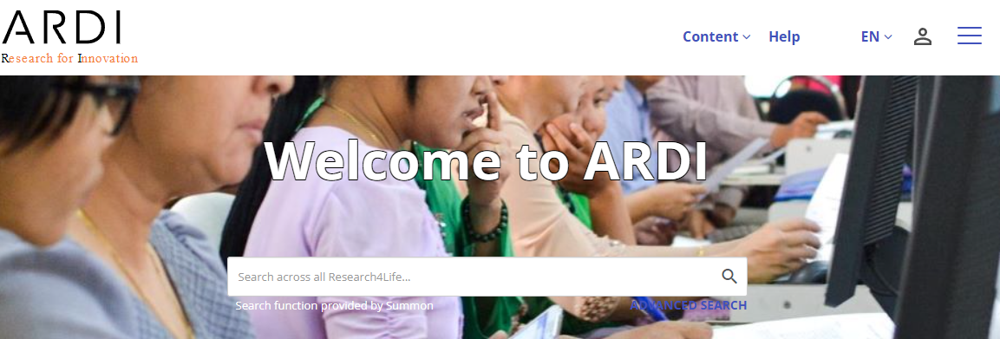 ARDI
Research for Innovation
Content
Help
EN
Welcome to ARDI
Search across all Research4Life...
Search function provided by Summon
ADVANCED SEARCH